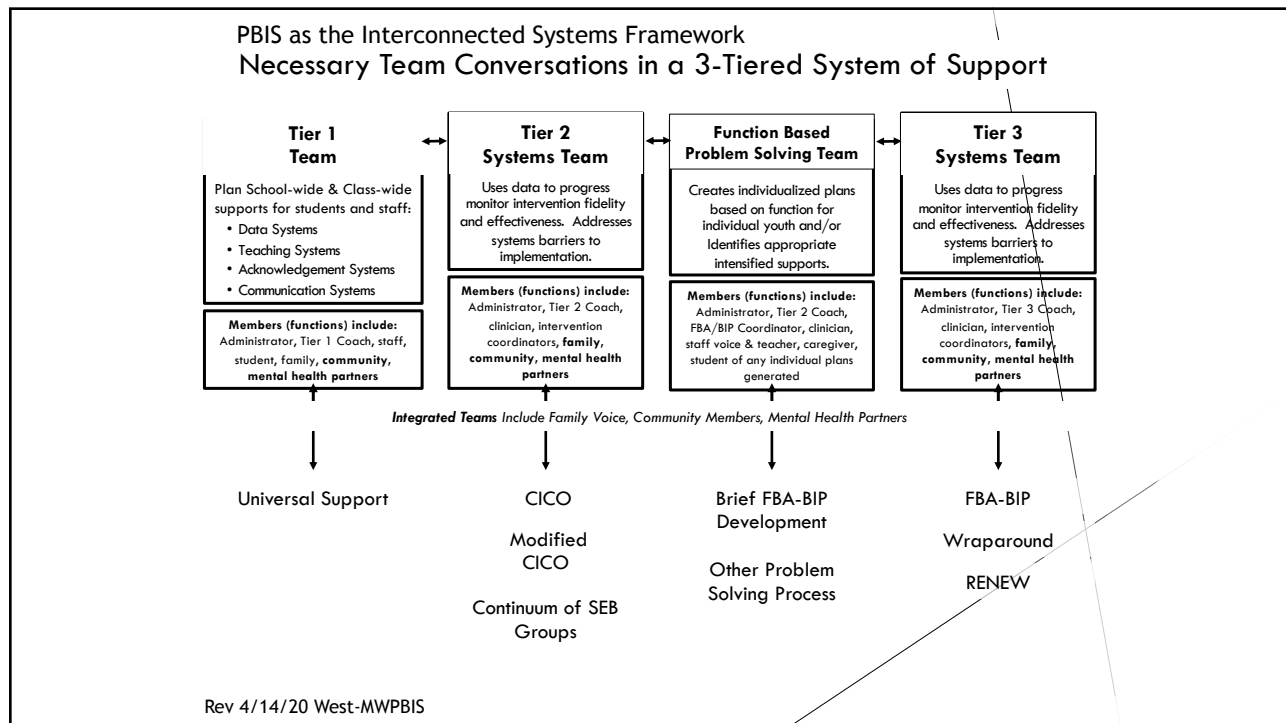 PBIS as the Interconnected Systems Framework
Necessary Team Conversations in a 3-Tiered System of Support
Tier 1
Team
Plan School-wide & Class-wide
supports for students and staff:
• Data Systems
• Teaching Systems
• Acknowledgement Systems
• Communication Systems
Members (functions) include:
Administrator, Tier 1 Coach, staff,
student, family, community,
mental health partners
Tier 2
Systems Team
Uses data to progress
monitor intervention fidelity
and effectiveness. Addresses
systems barriers to
implementation.
Members (functions) include:
Administrator, Tier 2 Coach,
clinician, intervention
coordinators, family,
community, mental health
partners
Function Based
Problem Solving Team
Creates individualized plans
based on function for
individual youth and/or
Identifies appropriate
intensified supports.
Members (functions) include:
Administrator, Tier 2 Coach,
FBA/BIP Coordinator, clinician,
staff voice & teacher, caregiver,
student of any individual plans
generated
Tier 3
Systems Team
Uses data to progress
monitor intervention fidelity
and effectiveness. Addresses
systems barriers to
implementation.
Members (functions) include:
Administrator, Tier 3 Coach,
clinician, intervention
coordinators, family,
community, mental health
partners
Integrated Teams Include Family Voice, Community Members, Mental Health Partners
Universal Support
CICO
Modified
CICO
Continuum of SEB
Groups
Brief FBA-BIP
Development
Other Problem
Solving Process
FBA-BIP
Wraparound
RENEW
Rev 4/14/20 West-MWPBIS